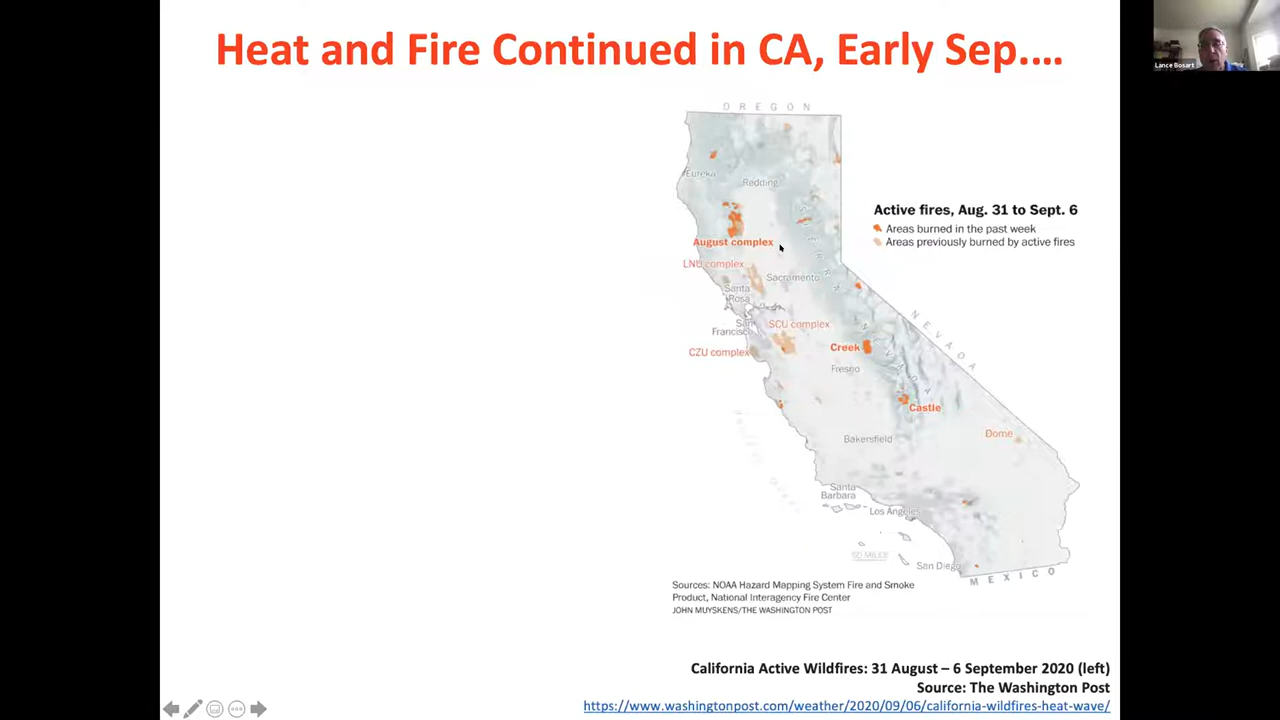 Heat and Fire Continued in CA, Early Sep....
Lance Bosart
OREGON
Eureka
Redding
Active fires, Aug. 31 to Sept. 6
Areas burned in the past week
Areas previously burned by active fires
August complex
LNU complex
Sacramento
Santa
Rosa
SIERRA NEVADA
NEVADA
San
Francisco
SCU complex
CZU complex
Creek
Fresno
Castle
Dome
Bakersfield
Santa
Barbara
Los Angeles
50 MILES
San Diego
MEXICO
Sources: NOAA Hazard Mapping System Fire and Smoke
Product, National Interagency Fire Center
JOHN MUYSKENS/THE WASHINGTON POST
California Active Wildfires: 31 August – 6 September 2020 (left)
Source: The Washington Post
https://www.washingtonpost.com/weather/2020/09/06/california-wildfires-heat-wave/